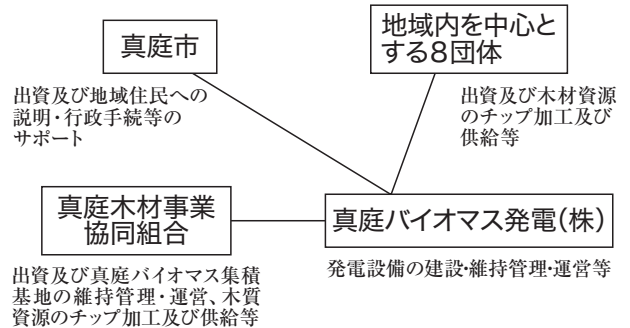 真庭市
出資及び地域住民への
説明・行政手続等の
サポート
地域内を中心と
する8団体
出資及び木材資源
のチップ加工及び
供給等
真庭木材事業
協同組合
出資及び真庭バイオマス集積
基地の維持管理・運営、木質
資源のチップ加工及び供給等
真庭バイオマス発電(株)
発電設備の建設・維持管理・運営等